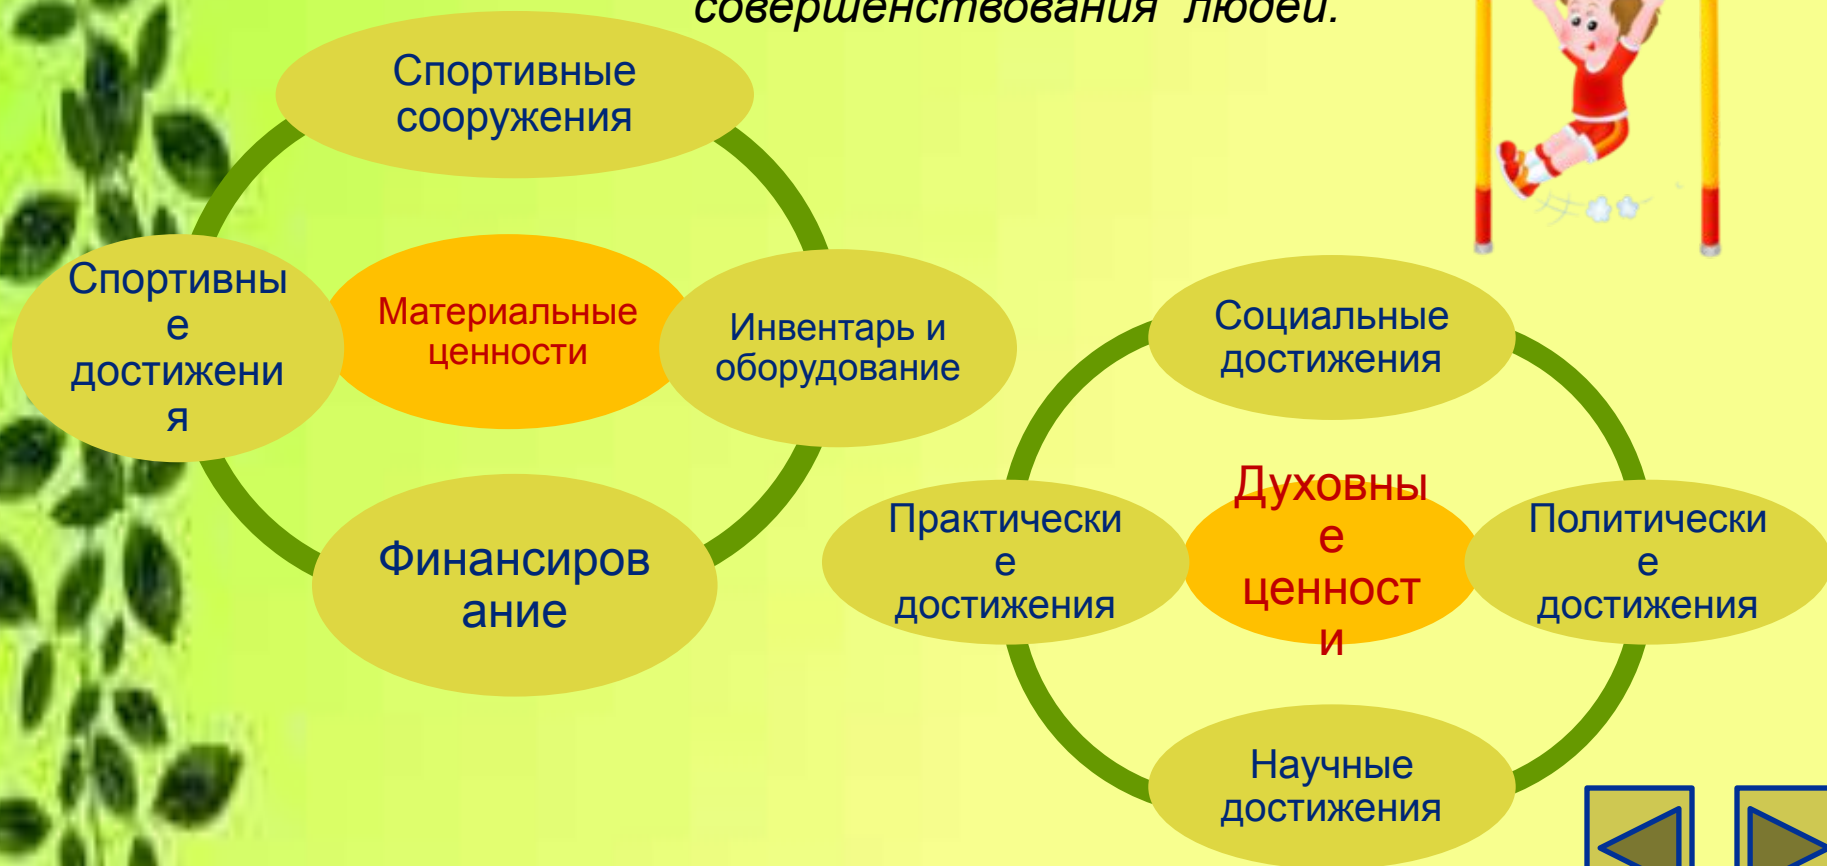 совершенствования людей.
Спортивные
сооружения
Спортивны
е
достижени
я
Материальные
ценности
Инвентарь и
оборудование
Финансиров
ание
Социальные
достижения
Практически
е
достижения
Духовны
е
ценност
и
Политически
е
достижения
Научные
достижения